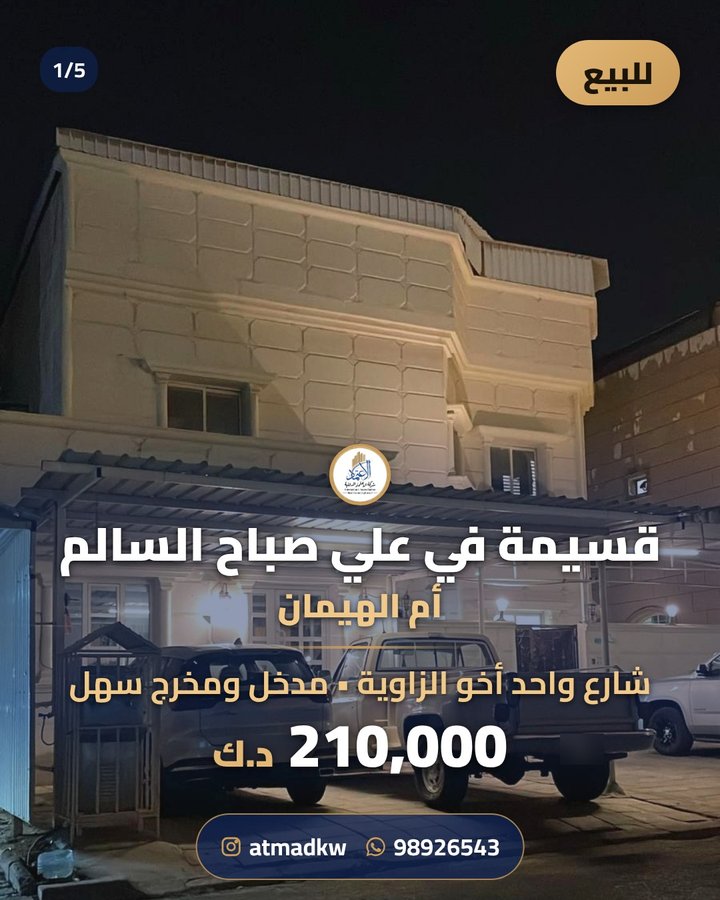 1/5
للبيع
الاعتماد
قسيمة في علي صباح السالم
أم الهيمان
شارع واحد أخو الزاوية • مدخل ومخرج سهل
210,000 د.ك
atmadkw 98926543